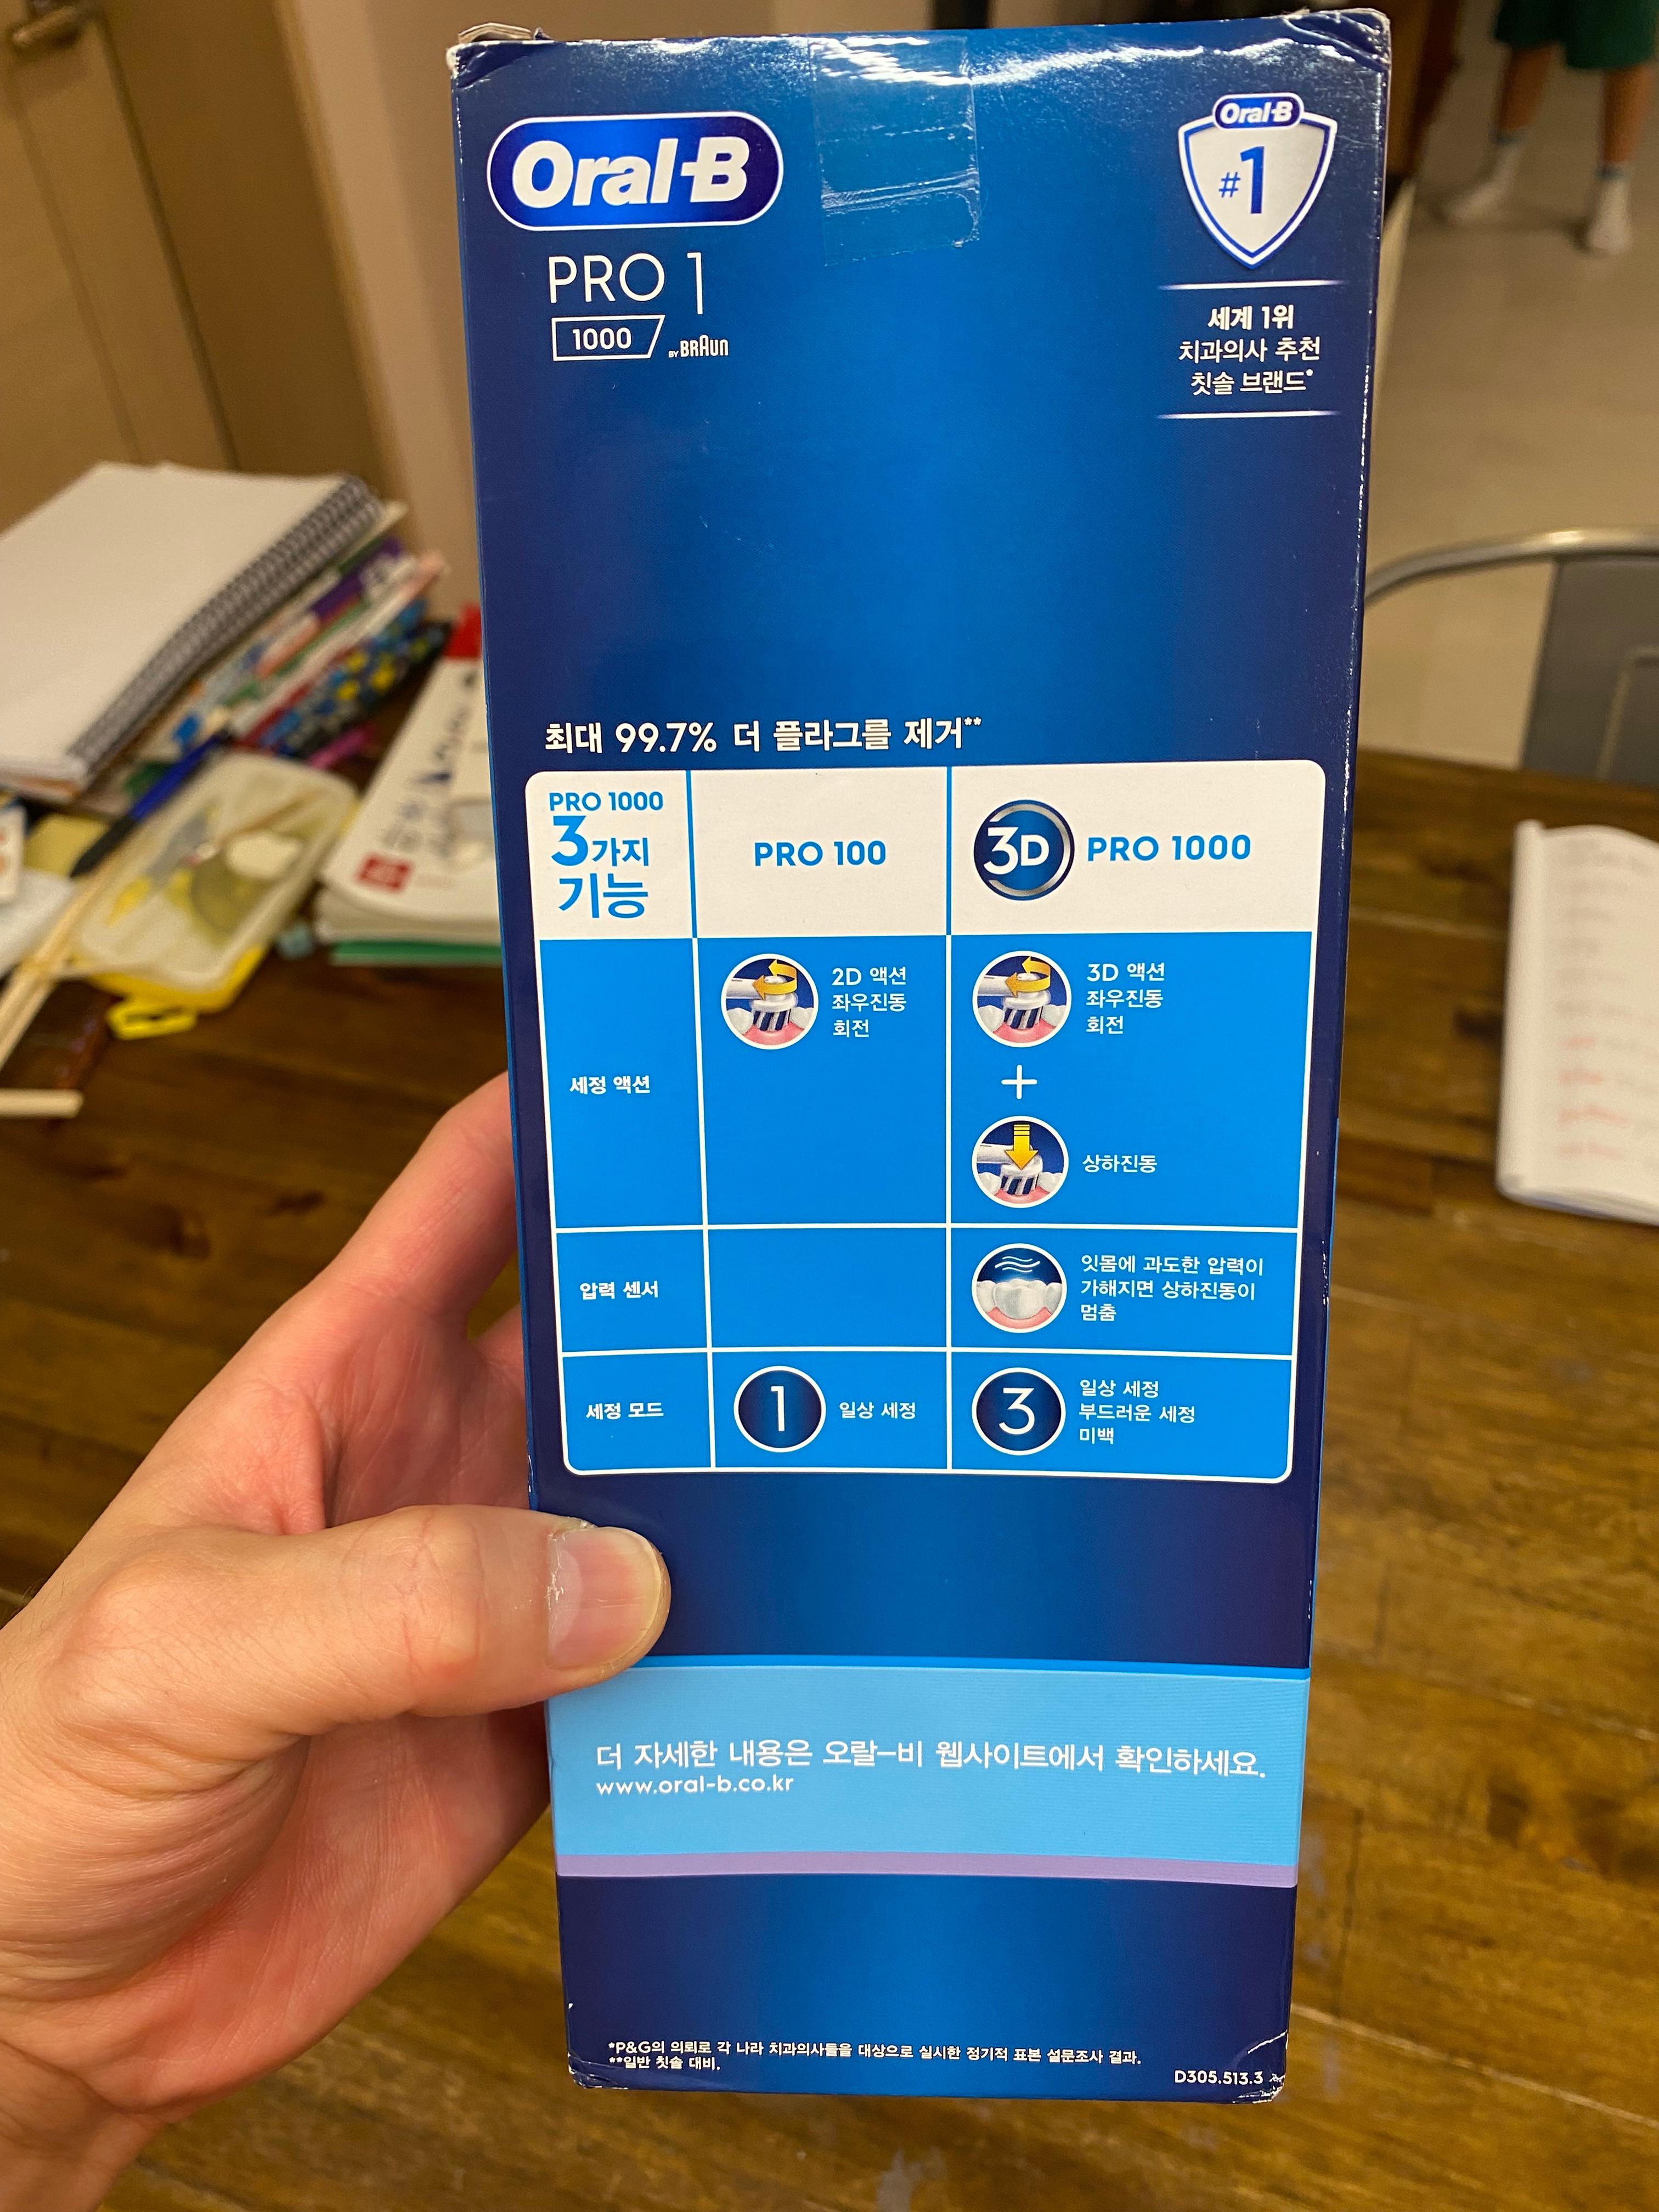 Oral-B
PRO 1
1000
BY BRAUN
Oral-B
#1
세계 1위
치과의사 추천
칫솔 브랜드*
최대 99.7% 더 플라그를 제거**
PRO 1000
3가지
기능
PRO 100
3D PRO 1000
세정 액션
2D 액션
좌우진동
회전
3D 액션
좌우진동
회전
+
상하진동
압력 센서
잇몸에 과도한 압력이
가해지면 상하진동이
멈춤
세정 모드
1
일상 세정
3
일상 세정
부드러운 세정
미백
더 자세한 내용은 오랄-비 웹사이트에서 확인하세요.
www.oral-b.co.kr
*P&G의 의뢰로 각 나라 치과의사들을 대상으로 실시한 정기적 표본 설문조사 결과.
**일반 칫솔 대비.
D305.513.3